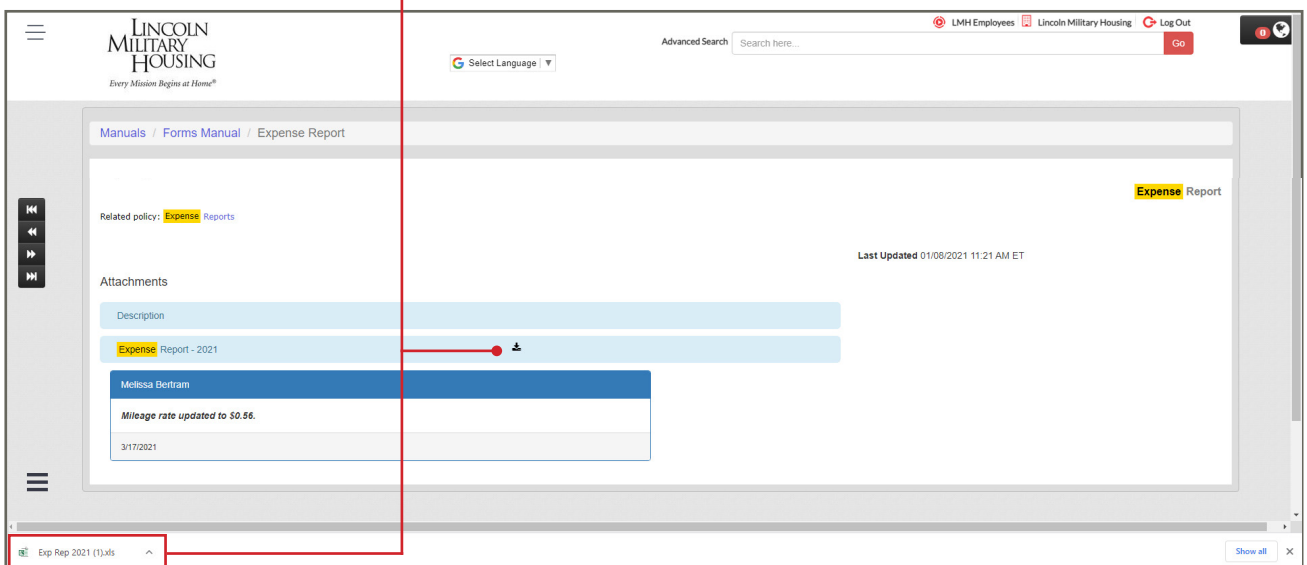 LINCOLN
MILITARY
HOUSING
Every Mission Begins at Home®
LMH Employees Lincoln Military Housing Log Out
Advanced Search Search here... Go
0
G Select Language ▼
Manuals / Forms Manual / Expense Report
Expense Report
Related policy: Expense Reports
Last Updated 01/08/2021 11:21 AM ET
Attachments
Description
Expense Report - 2021
Melissa Bertram
Mileage rate updated to $0.56.
3/17/2021
Exp Rep 2021 (1).xls
Show all X